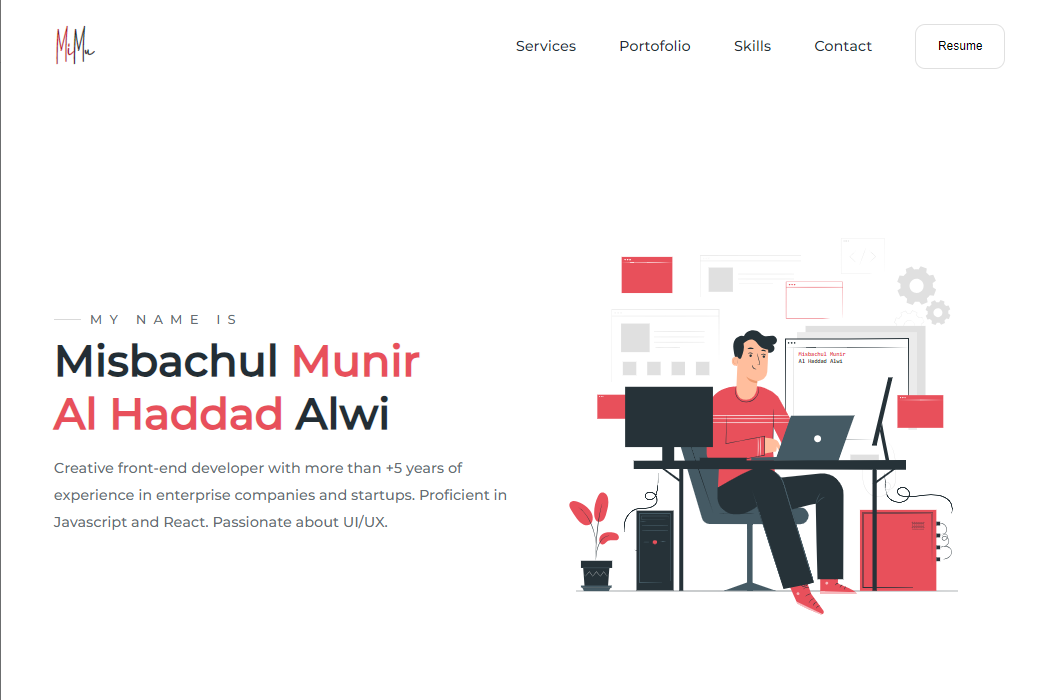 MiMu
Services Portofolio Skills Contact Resume
MY NAME IS
Misbachul Munir
Al Haddad Alwi
Creative front-end developer with more than +5 years of
experience in enterprise companies and startups. Proficient in
Javascript and React. Passionate about UI/UX.
</>
Misbachul Munir
Al Haddad Alwi